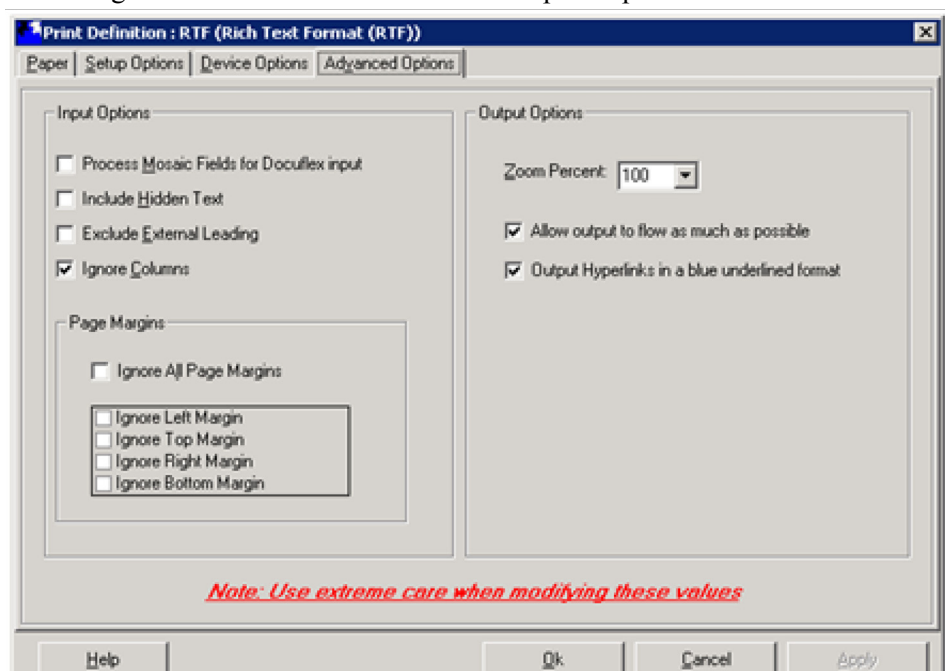 Print Definition : RTF (Rich Text Format (RTF))
Paper Setup Options Device Options Advanced Options
Input Options
Process Mosaic Fields for Docuflex input
Include Hidden Text
Exclude External Leading
Ignore Columns
Page Margins
Ignore All Page Margins
Ignore Left Margin
Ignore Top Margin
Ignore Right Margin
Ignore Bottom Margin
Output Options
Zoom Percent: 100
Allow output to flow as much as possible
Output Hyperlinks in a blue underlined format
Note: Use extreme care when modifying these values
Help Ok Cancel Apply